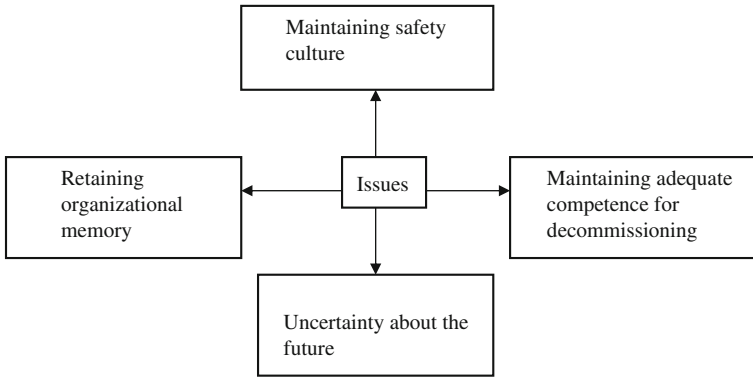 Maintaining safety
culture
Retaining
organizational
memory
Issues
Maintaining adequate
competence for
decommissioning
Uncertainty about the
future